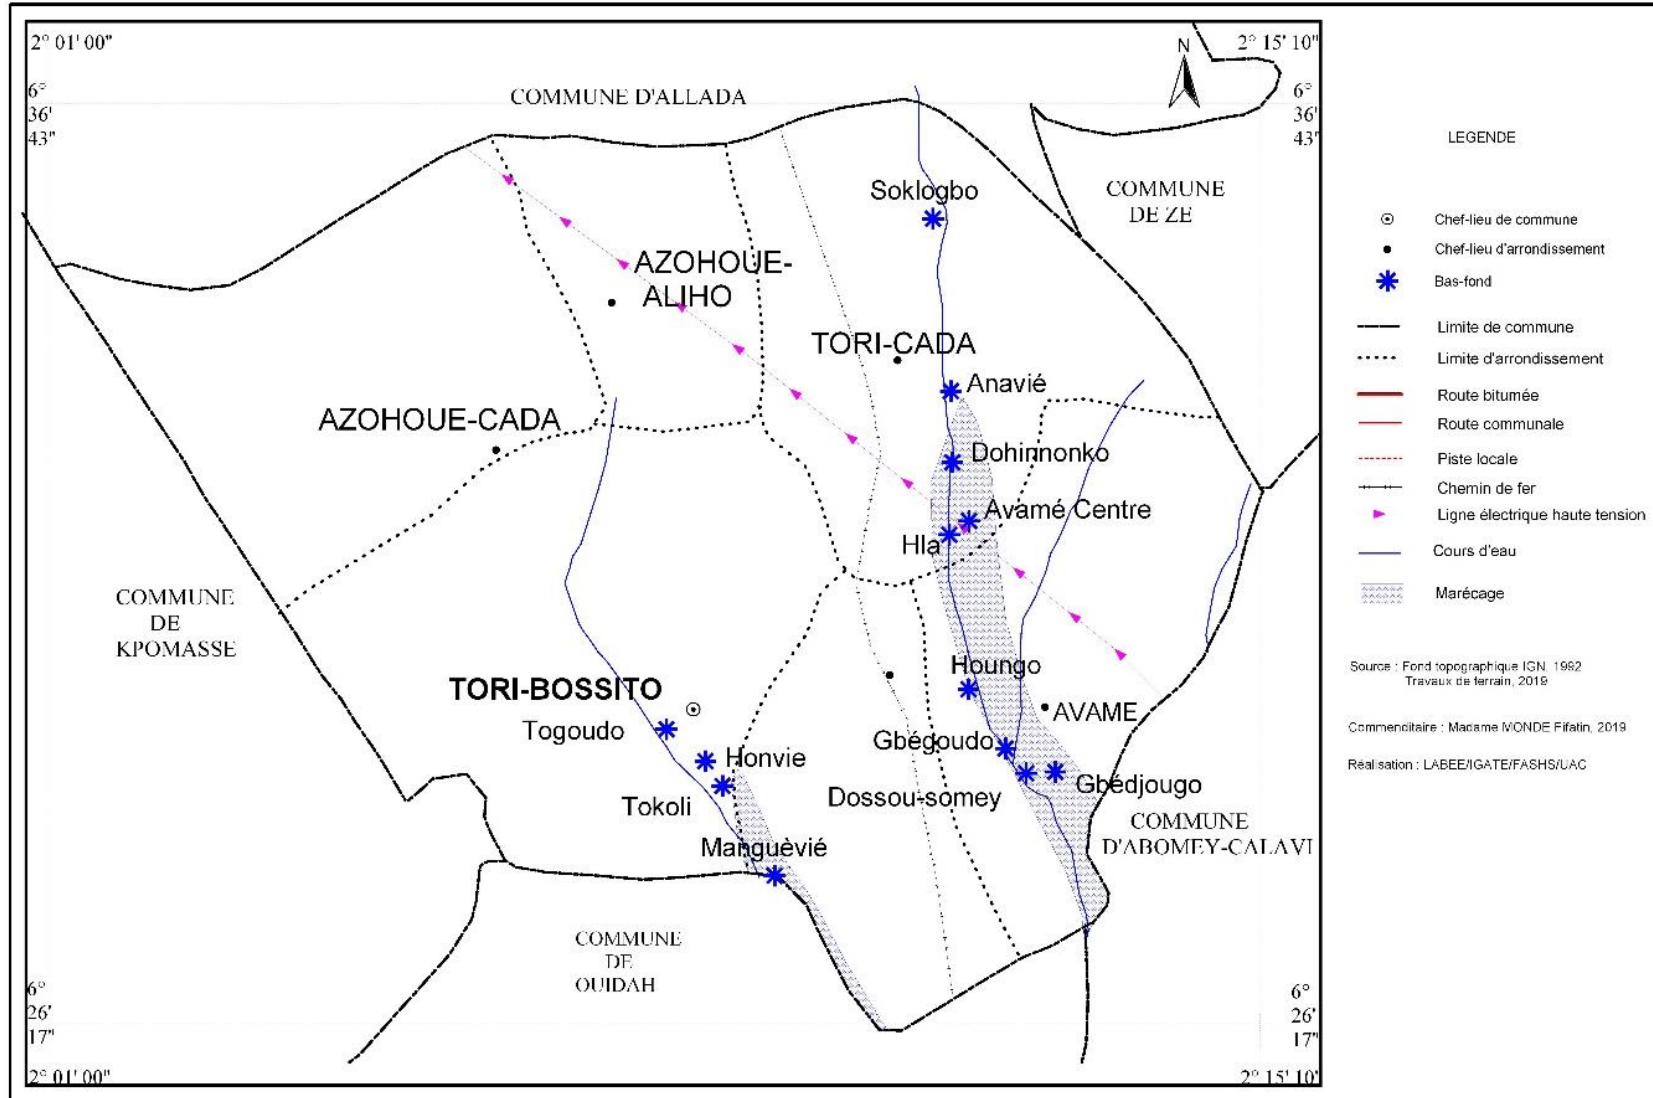 2° 01' 00"
2° 15' 10"
N
6°
36'
43"
6°
36'
43"
COMMUNE D'ALLADA
COMMUNE
DE ZE
Soklogbo
AZOHOUE-
ALIHO
TORI-CADA
Anavié
AZOHOUE-CADA
Dohinnonko
Avamé Centre
Hla
COMMUNE
DE
KPOMASSE
Houngo
TORI-BOSSITO
AVAME
Togoudo
Gbégoudo
Honvie
Gbédjougo
Tokoli
Dossou-somey
COMMUNE
D'ABOMEY-CALAVI
Manguèvié
COMMUNE
DE
OUIDAH
6°
26'
17"
6°
26'
17"
2° 01' 00"
2° 15' 10"
LEGENDE
Chef-lieu de commune
Chef-lieu d'arrondissement
Bas-fond
Limite de commune
Limite d'arrondissement
Route bitumée
Route communale
Piste locale
Chemin de fer
Ligne électrique haute tension
Cours d'eau
Marécage
Source : Fond topographique IGN, 1992
Travaux de terrain, 2019
Commenditaire : Madame MONDE Fifatin, 2019
Réalisation : LABEE/IGATE/FASHS/UAC